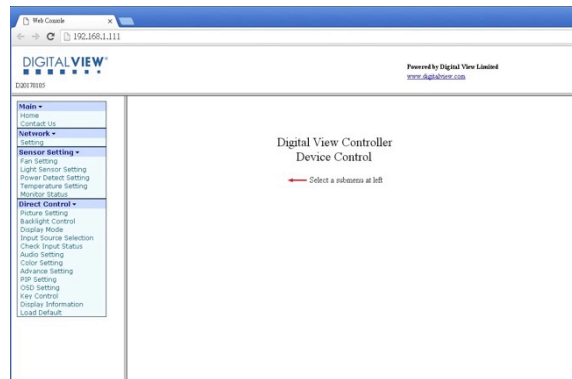 Web Console
192.168.1.111
DIGITALVIEW®
D20170105
Powered by Digital View Limited
www.digitalview.com
Main
Home
Contact Us
Network
Setting
Sensor Setting
Fan Setting
Light Sensor Setting
Power Detect Setting
Temperature Setting
Monitor Status
Direct Control
Picture Setting
Backlight Control
Display Mode
Input Source Selection
Check Input Status
Audio Setting
Color Setting
Advance Setting
PIP Setting
OSD Setting
Key Control
Display Information
Load Default
Digital View Controller
Device Control
Select a submenu at left